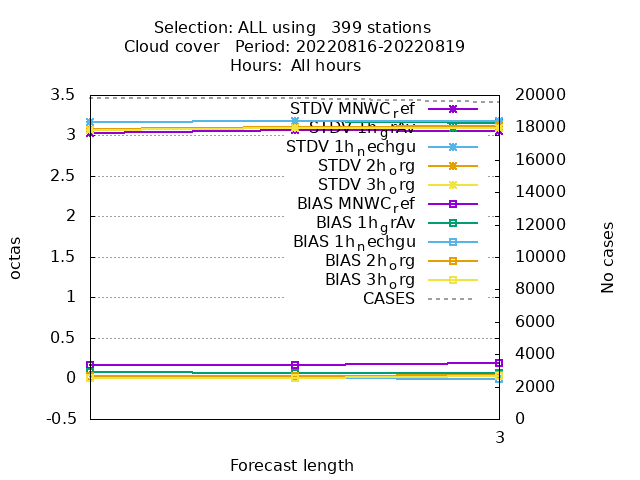 Selection: ALL using   399 stations
Cloud cover   Period: 20220816-20220819
Hours:  All hours
3.5
3
2.5
2
1.5
1
0.5
0
-0.5
octas
20000
18000
16000
14000
12000
10000
8000
6000
4000
2000
0
No cases
STDV MNWC_ref
STDV 1h_grAv
STDV 1h_nechgu
STDV 2h_org
STDV 3h_org
BIAS MNWC_ref
BIAS 1h_grAv
BIAS 1h_nechgu
BIAS 2h_org
BIAS 3h_org
CASES
3
Forecast length